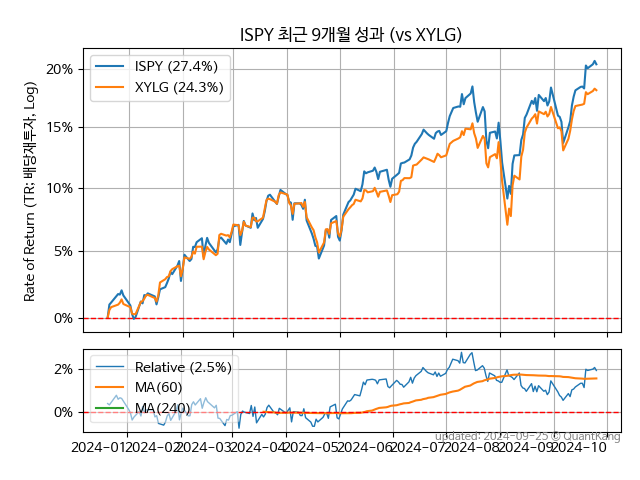 ISPY 최근 9개월 성과 (vs XYLG)
ISPY (27.4%)
XYLG (24.3%)
Rate of Return (TR: 배당재투자, Log)
20%
15%
10%
5%
0%
Relative (2.5%)
MA(60)
MA(240)
2%
0%
2024-01
2024-02
2024-03
2024-04
2024-05
2024-06
2024-07
2024-08
2024-09
2024-10
updated: 2024-09-25 © QuantKang